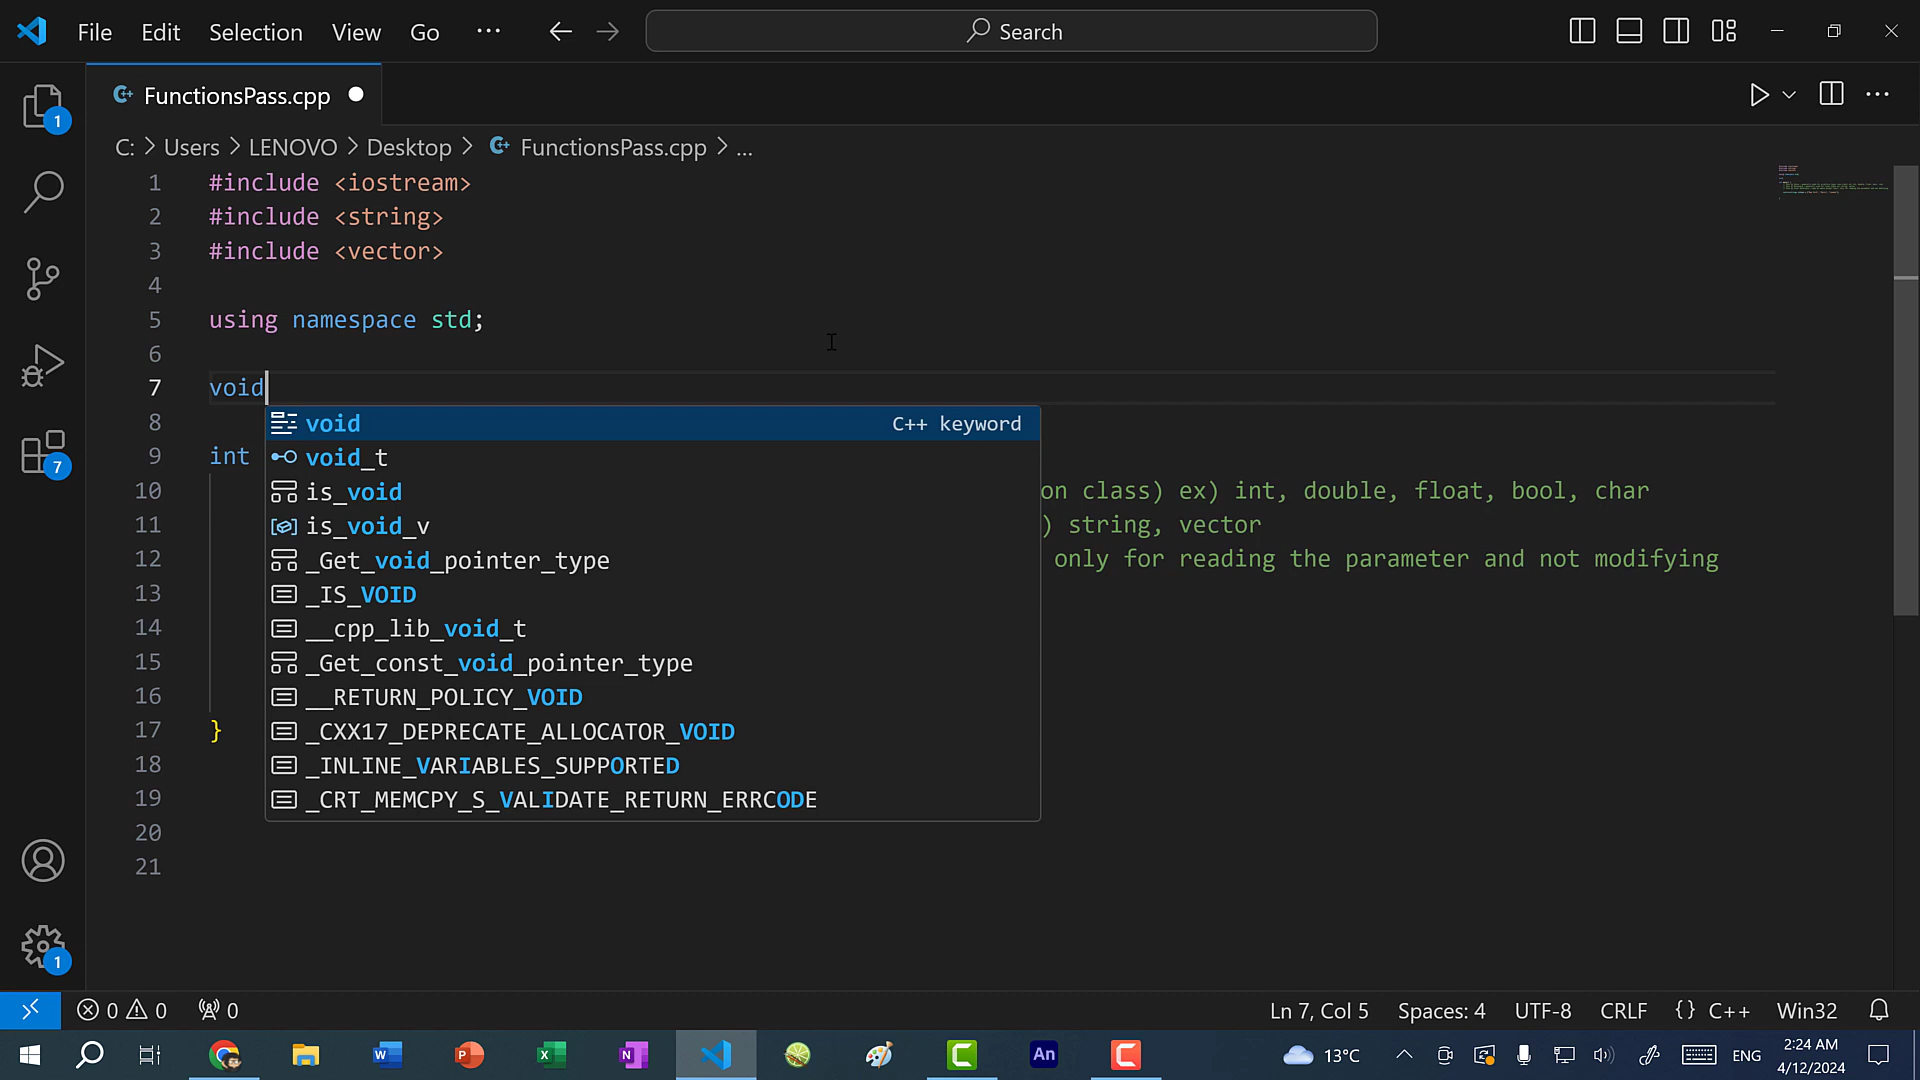 File Edit Selection View Go ··· Search
FunctionsPass.cpp
C: > Users > LENOVO > Desktop > FunctionsPass.cpp > ...
1 #include <iostream>
2 #include <string>
3 #include <vector>
4
5 using namespace std;
6
7 void
8 void C++ keyword
9 int void_t
10 is_void on class) ex) int, double, float, bool, char
11 is_void_v ) string, vector
12 _Get_void_pointer_type only for reading the parameter and not modifying
13 _IS_VOID
14 __cpp_lib_void_t
15 _Get_const_void_pointer_type
16 __RETURN_POLICY_VOID
17 } _CXX17_DEPRECATE_ALLOCATOR_VOID
18 _INLINE_VARIABLES_SUPPORTED
19 _CRT_MEMCPY_S_VALIDATE_RETURN_ERRCODE
20
21
1
7
1
0 0 0 Ln 7, Col 5 Spaces: 4 UTF-8 CRLF {} C++ Win32
13°C ENG 2:24 AM
4/12/2024
An